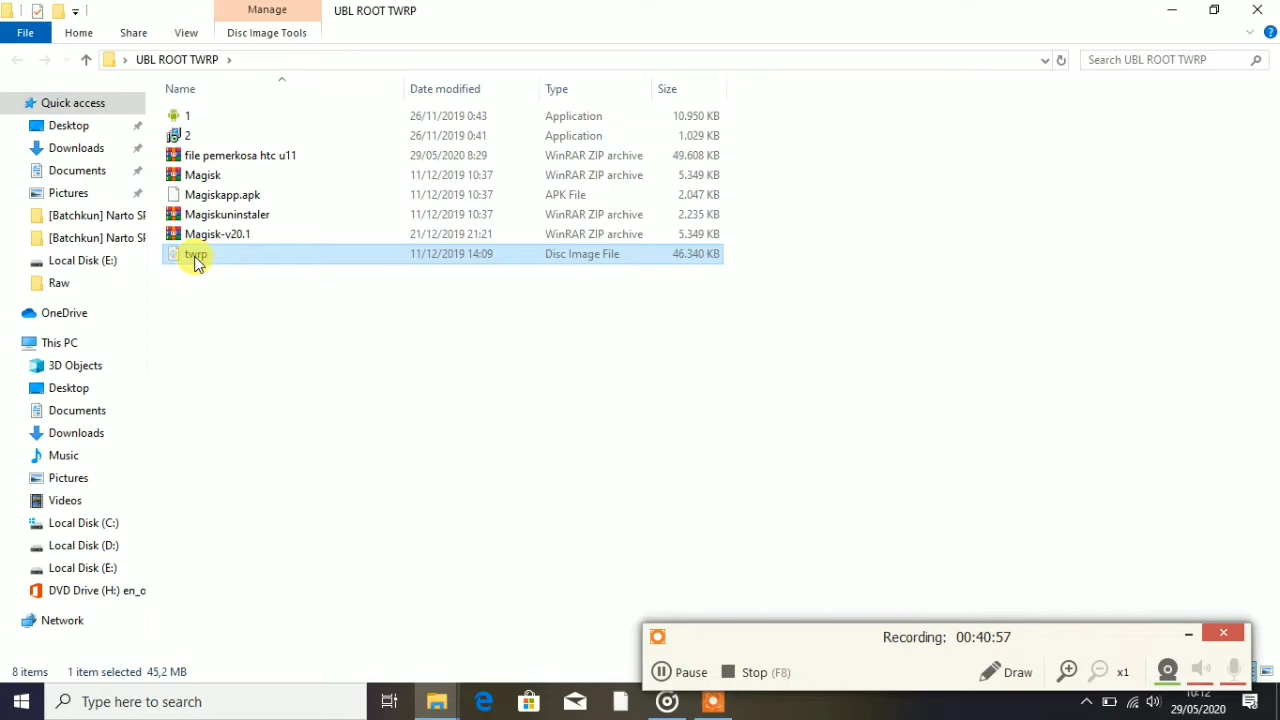 Manage
UBL ROOT TWRP
File
Home
Share
View
Disc Image Tools
UBL ROOT TWRP
Search UBL ROOT TWRP
Name
Date modified
Type
Size
1
26/11/2019 0:43
Application
10.950 KB
2
26/11/2019 0:41
Application
1.029 KB
file pemerkosa htc u11
29/05/2020 8:29
WinRAR ZIP archive
49.608 KB
Magisk
11/12/2019 10:37
WinRAR ZIP archive
5.349 KB
Magiskapp.apk
11/12/2019 10:37
APK File
2.047 KB
Magiskuninstaler
11/12/2019 10:37
WinRAR ZIP archive
2.235 KB
Magisk-v20.1
21/12/2019 21:21
WinRAR ZIP archive
5.349 KB
twrp
11/12/2019 14:09
Disc Image File
46.340 KB
Quick access
Desktop
Downloads
Documents
Pictures
[Batchkun] Narto SF
[Batchkun] Narto SF
Local Disk (E:)
Raw
OneDrive
This PC
3D Objects
Desktop
Documents
Downloads
Music
Pictures
Videos
Local Disk (C:)
Local Disk (D:)
Local Disk (E:)
DVD Drive (H:) en_o
Network
8 items
1 item selected 45,2 MB
Recording: 00:40:57
Pause
Stop (F8)
Draw
x1
Type here to search
10:12
29/05/2020